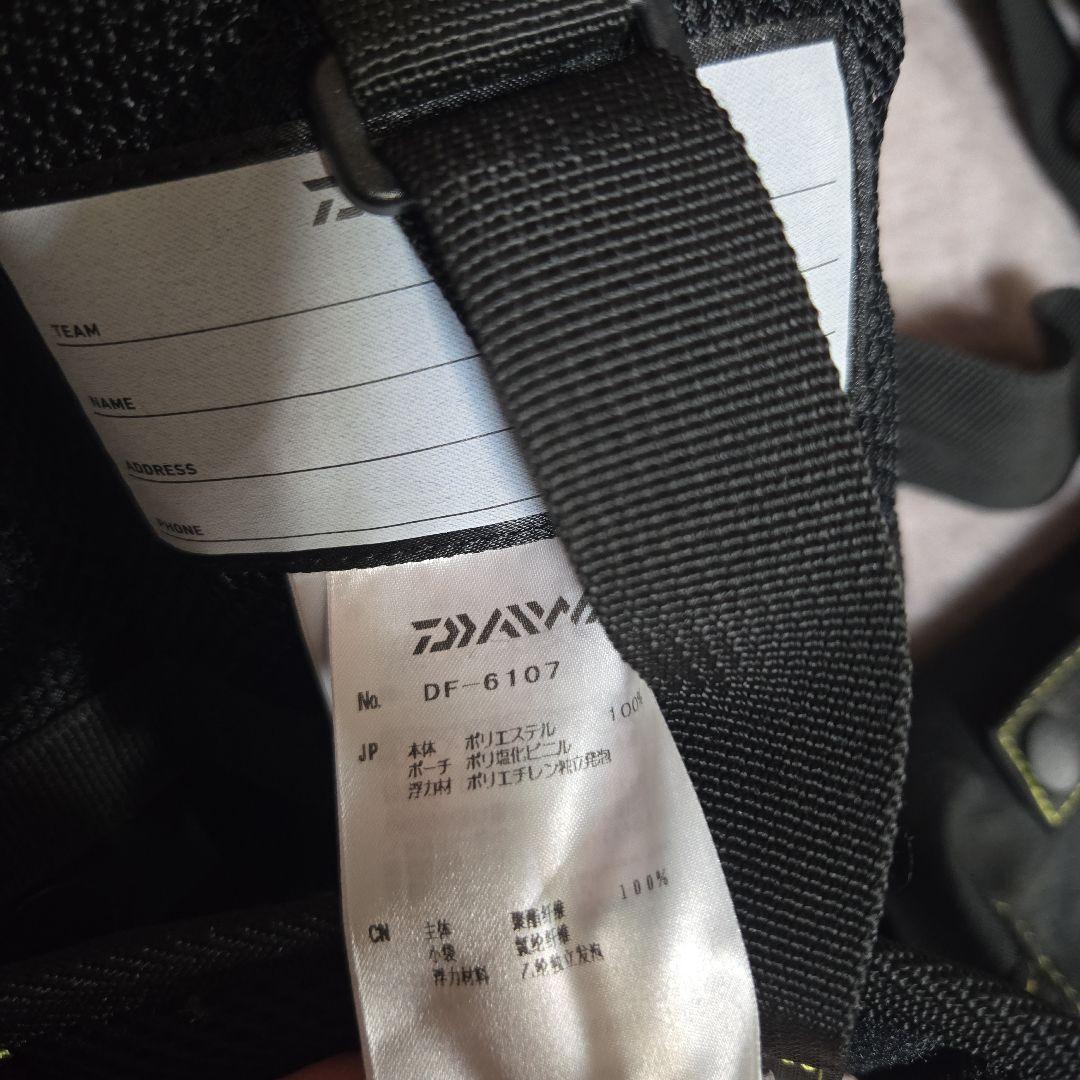 TEAM
NAME
ADDRESS
PHONE
DAIWA
No. DF-6107
JP 本体 ポリエステル 100%
ポーチ ポリ塩化ビニル
浮力材 ポリエチレン独立発泡
CN 主体 聚酯纤维 100%
小袋 氯纶纤维
浮力材料 乙纶独立发泡